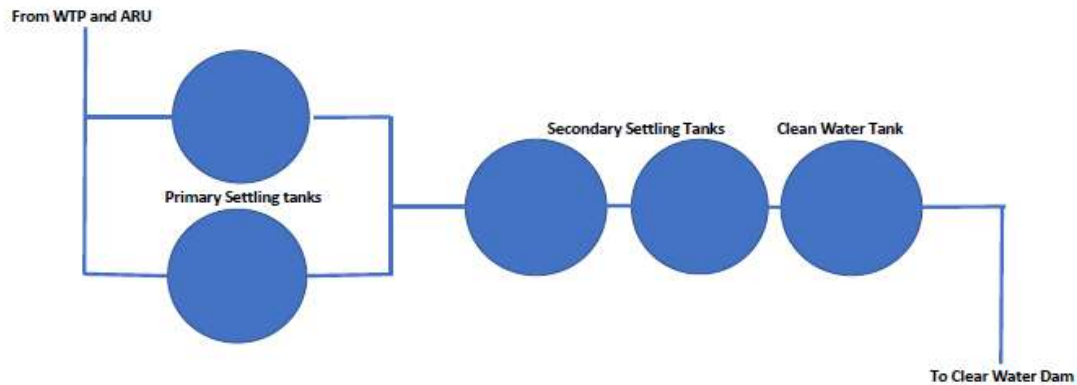 From WTP and ARU
Secondary Settling Tanks
Clean Water Tank
Primary Settling tanks
To Clear Water Dam